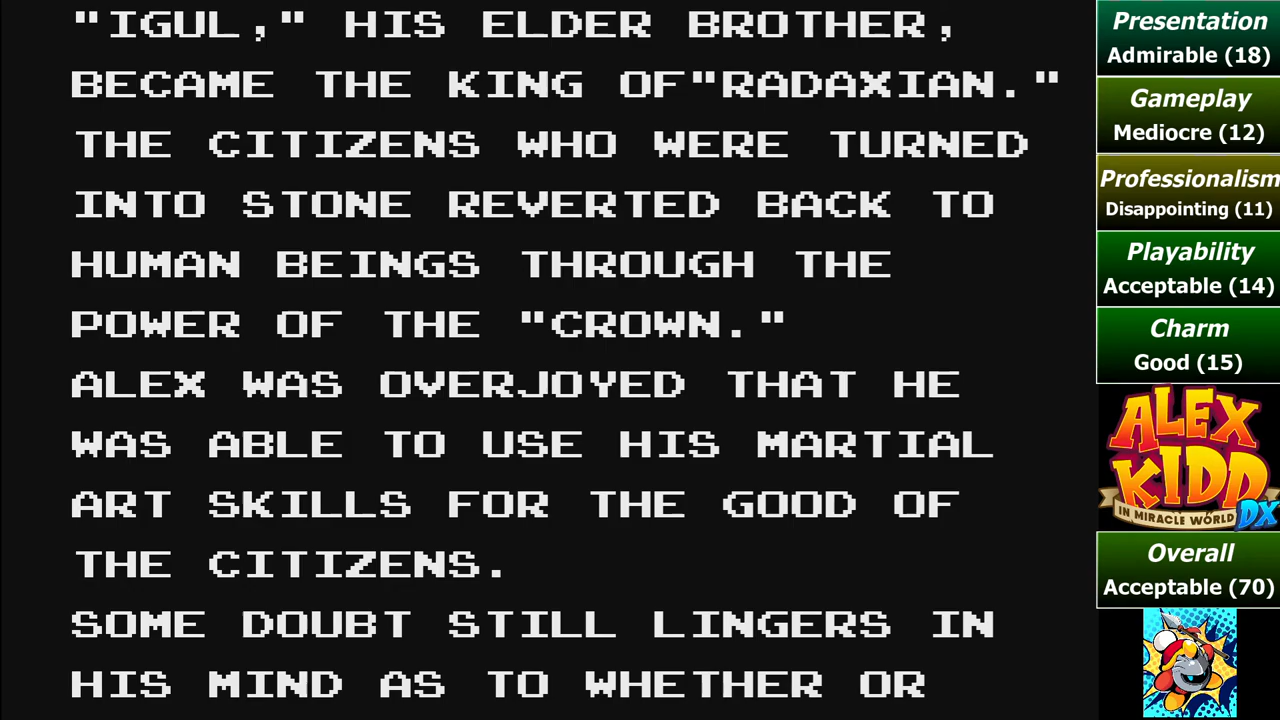 "IGUL," HIS ELDER BROTHER,
BECAME THE KING OF"RADAXIAN."
THE CITIZENS WHO WERE TURNED
INTO STONE REVERTED BACK TO
HUMAN BEINGS THROUGH THE
POWER OF THE "CROWN."
ALEX WAS OVERJOYED THAT HE
WAS ABLE TO USE HIS MARTIAL
ART SKILLS FOR THE GOOD OF
THE CITIZENS.
SOME DOUBT STILL LINGERS IN
HIS MIND AS TO WHETHER OR
Presentation
Admirable (18)
Gameplay
Mediocre (12)
Professionalism
Disappointing (11)
Playability
Acceptable (14)
Charm
Good (15)
ALEX
KIDD
IN MIRACLE WORLD DX
Overall
Acceptable (70)